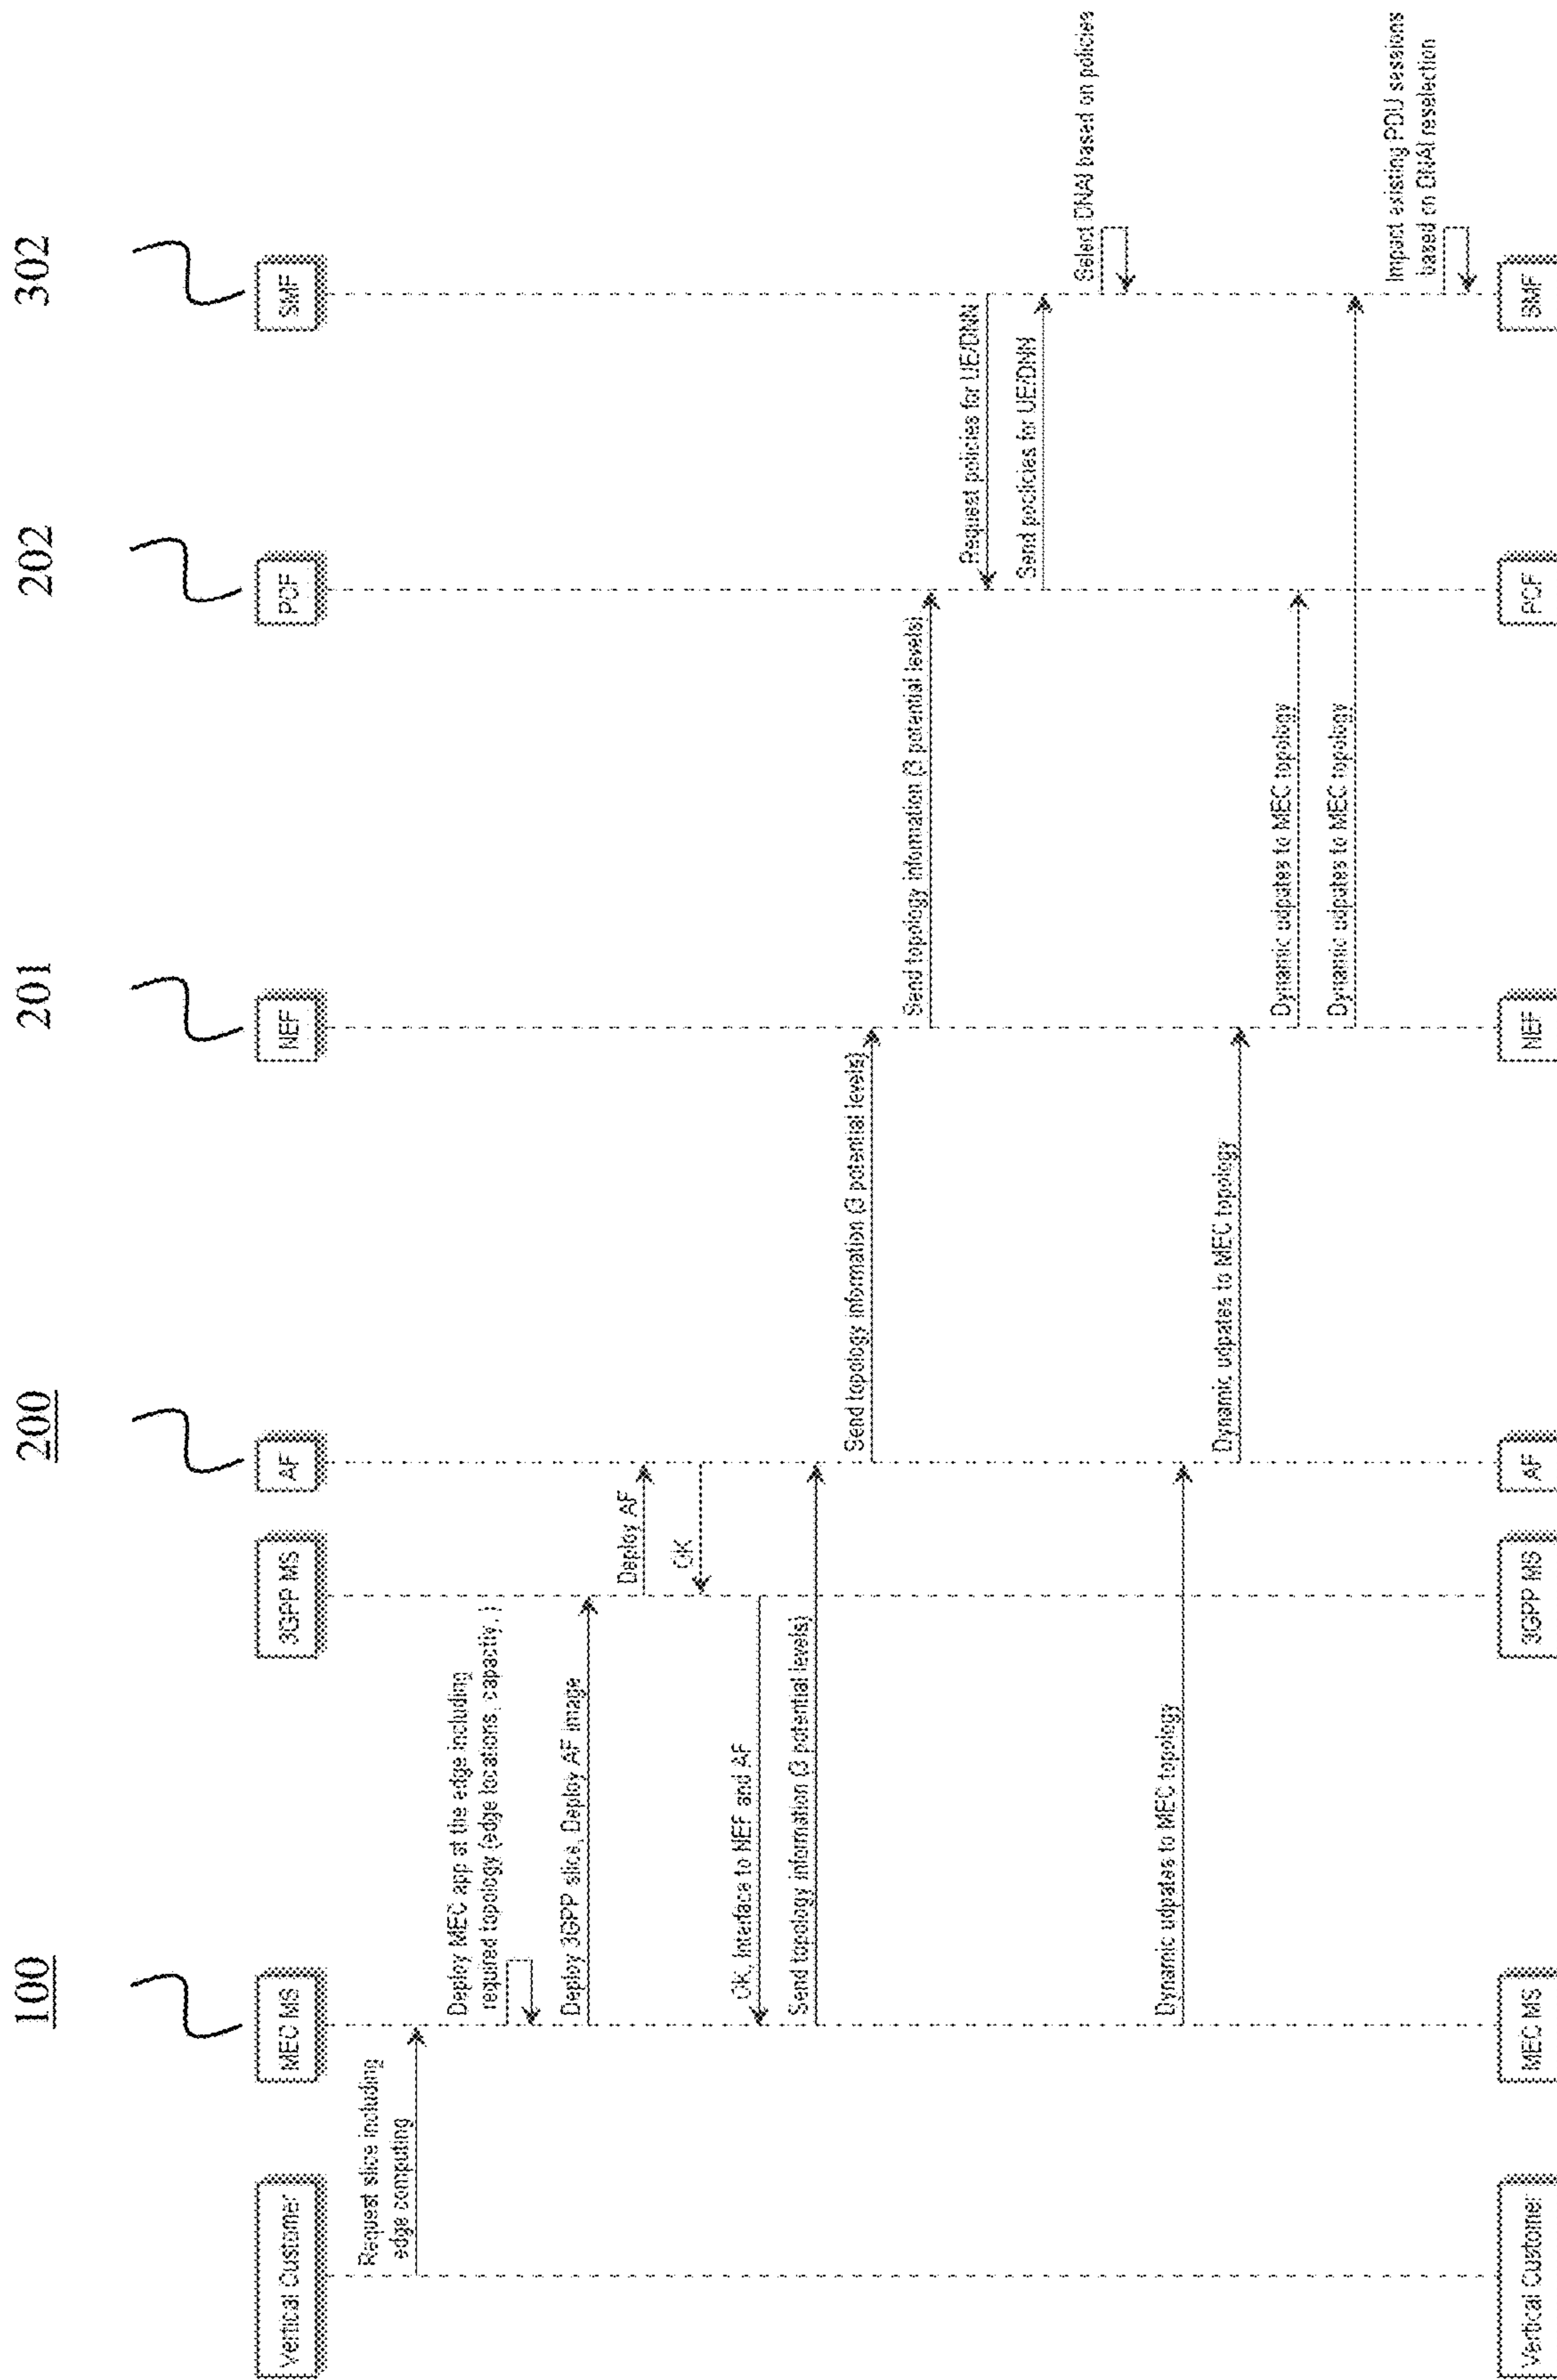 100
200
201
202
302
Vertical Customer
MEC MS
3GPP MS
AF
NEF
PCF
SMF
Request slice including
edge computing
Deploy MEC app at the edge including
required topology (edge locations, capactiy, )
Deploy 3GPP slice, Deploy AF image
Deploy AF
OK
OK, Interface to NEF and AF
Send topology information (3 potential levels)
Send topology information (3 potential levels)
Send topology information (3 potential levels)
Request policies for UE/DNN
Send poclicies for UE/DNN
Select DNAI based on policies
Dynamic udpates to MEC topology
Dynamic udpates to MEC topology
Dynamic udpates to MEC topology
Dynamic udpates to MEC topology
Impact existing PDU sessions
based on DNAI reselection
Vertical Customer
MEC MS
3GPP MS
AF
NEF
PCF
SMF